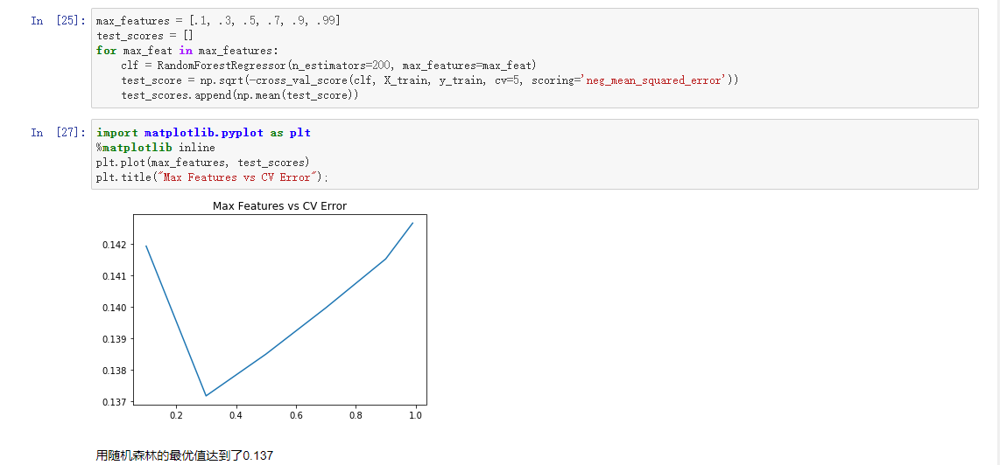 In [25]:
max_features = [.1, .3, .5, .7, .9, .99]
test_scores = []
for max_feat in max_features:
    clf = RandomForestRegressor(n_estimators=200, max_features=max_feat)
    test_score = np.sqrt(-cross_val_score(clf, X_train, y_train, cv=5, scoring='neg_mean_squared_error'))
    test_scores.append(np.mean(test_score))
In [27]:
import matplotlib.pyplot as plt
%matplotlib inline
plt.plot(max_features, test_scores)
plt.title("Max Features vs CV Error");
Max Features vs CV Error
0.142
0.141
0.140
0.139
0.138
0.137
0.2 0.4 0.6 0.8 1.0
用随机森林的最优值达到了0.137